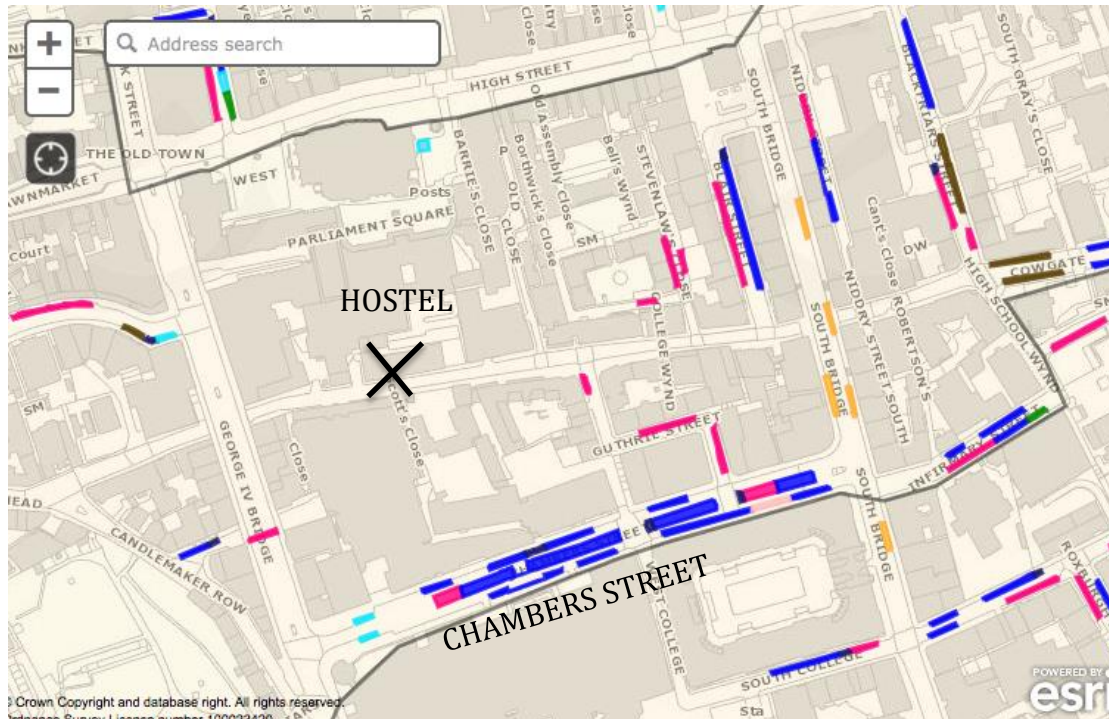 +
−
Address search
HIGH STREET
THE OLD TOWN
WEST
Posts
PARLIAMENT SQUARE
BARRIE'S CLOSE
OLD
CLOSE
Borthwick's Close
Old Assembly Close
Bell's Wynd
STEVENLAW'S CLOSE
SM
BLAIR STREET
SOUTH BRIDGE
BLACKFRIARS STREET
SOUTH GRAY'S CLOSE
Cant's Close
DW
COWGATE
HIGH SCHOOL WYND
Court
HOSTEL
COLLEGE WYND
SOUTH BRIDGE
NIDDRY STREET SOUTH
ROBERTSON'S
SM
GEORGE IV BRIDGE
Close
GUTHRIE STREET
INFIRMARY STREET
CANDLEMAKER ROW
SOUTH BRIDGE
CHAMBERS STREET
WEST COLLEGE
SOUTH COLLEGE
Sta
POWERED BY
esri
Crown Copyright and database right. All rights reserved.